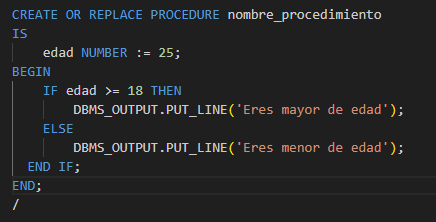 CREATE OR REPLACE PROCEDURE nombre_procedimiento
IS
    edad NUMBER := 25;
BEGIN
    IF edad >= 18 THEN
        DBMS_OUTPUT.PUT_LINE('Eres mayor de edad');
    ELSE
        DBMS_OUTPUT.PUT_LINE('Eres menor de edad');
  END IF;
END;
/